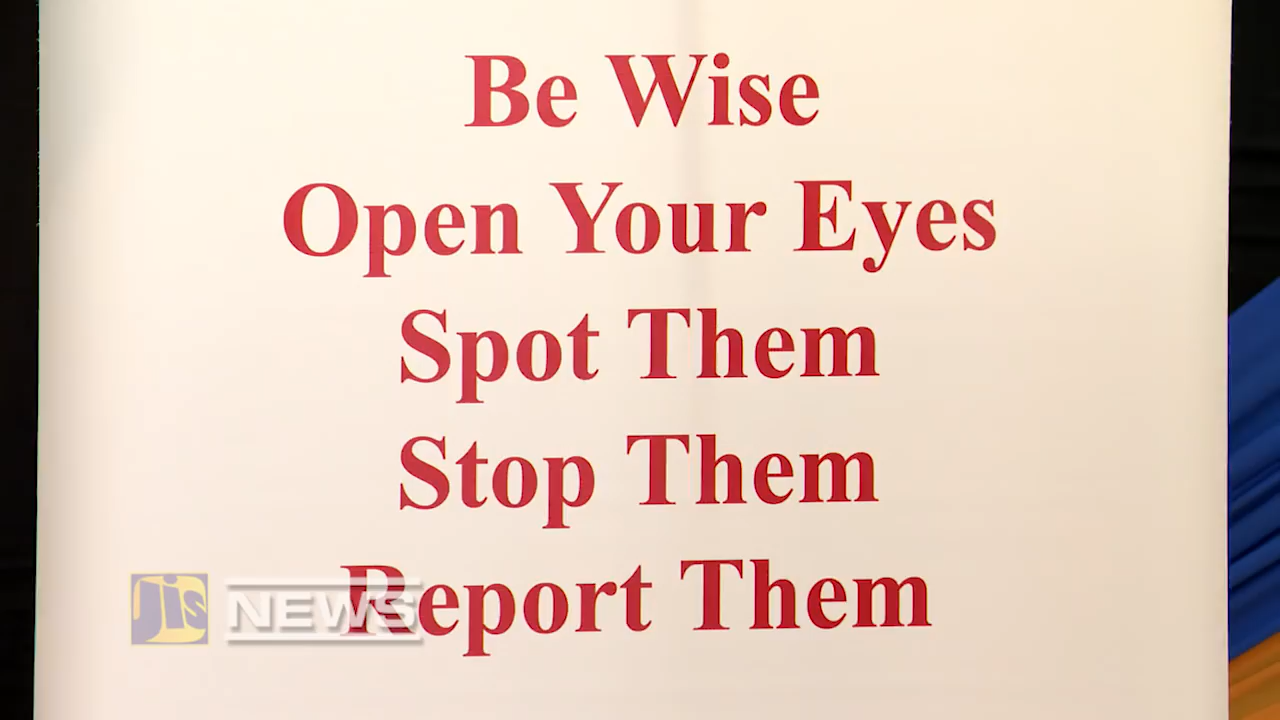 Be Wise
Open Your Eyes
Spot Them
Stop Them
Report Them
JIS NEWS